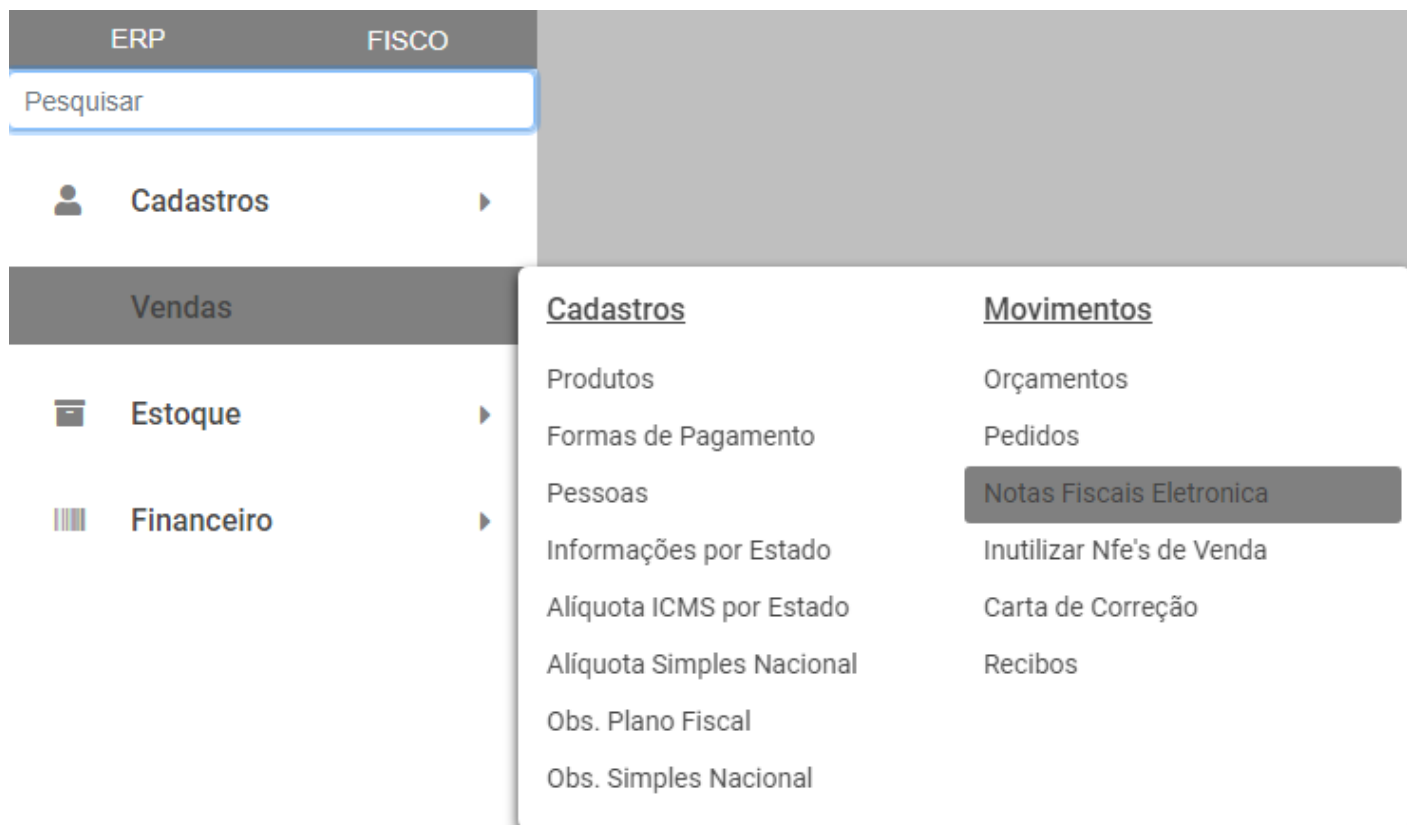 ERP FISCO
Pesquisar
Cadastros
Vendas
Estoque
Financeiro
Cadastros
Produtos
Formas de Pagamento
Pessoas
Informações por Estado
Alíquota ICMS por Estado
Alíquota Simples Nacional
Obs. Plano Fiscal
Obs. Simples Nacional
Movimentos
Orçamentos
Pedidos
Notas Fiscais Eletronica
Inutilizar Nfe's de Venda
Carta de Correção
Recibos